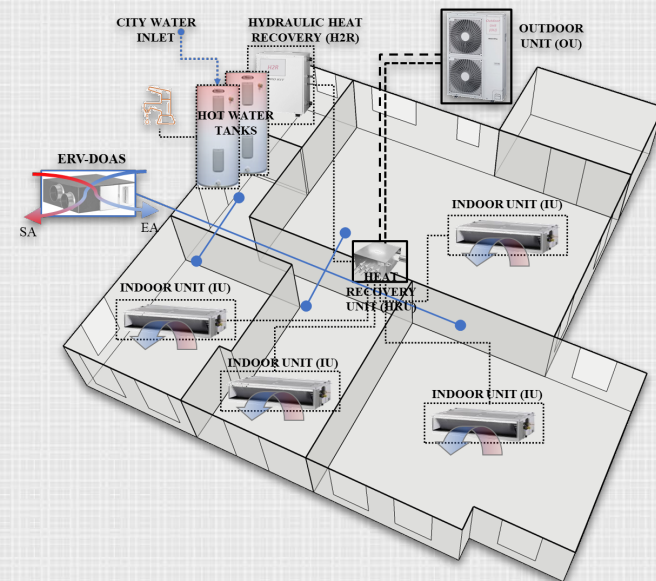 CITY WATER
INLET
HYDRAULIC HEAT
RECOVERY (H2R)
OUTDOOR
UNIT (OU)
H2R
HOT WATER
TANKS
ERV-DOAS
SA
EA
INDOOR UNIT (IU)
HEAT
RECOVERY
UNIT (HRU)
INDOOR UNIT (IU)
INDOOR UNIT (IU)
INDOOR UNIT (IU)